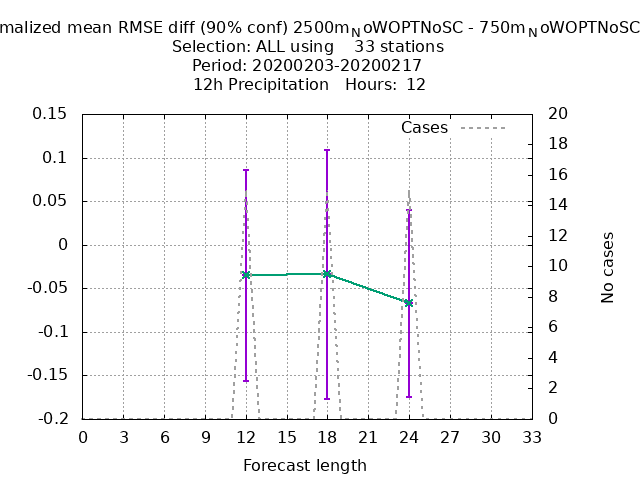 malized mean RMSE diff (90% conf) 2500mNoWOPTNoSC - 750mNoWOPTNoSC
Selection: ALL using 33 stations
Period: 20200203-20200217
12h Precipitation Hours: 12
Cases
0.15
0.1
0.05
0
-0.05
-0.1
-0.15
-0.2
20
18
16
14
12
10
8
6
4
2
0
No cases
0 3 6 9 12 15 18 21 24 27 30 33
Forecast length